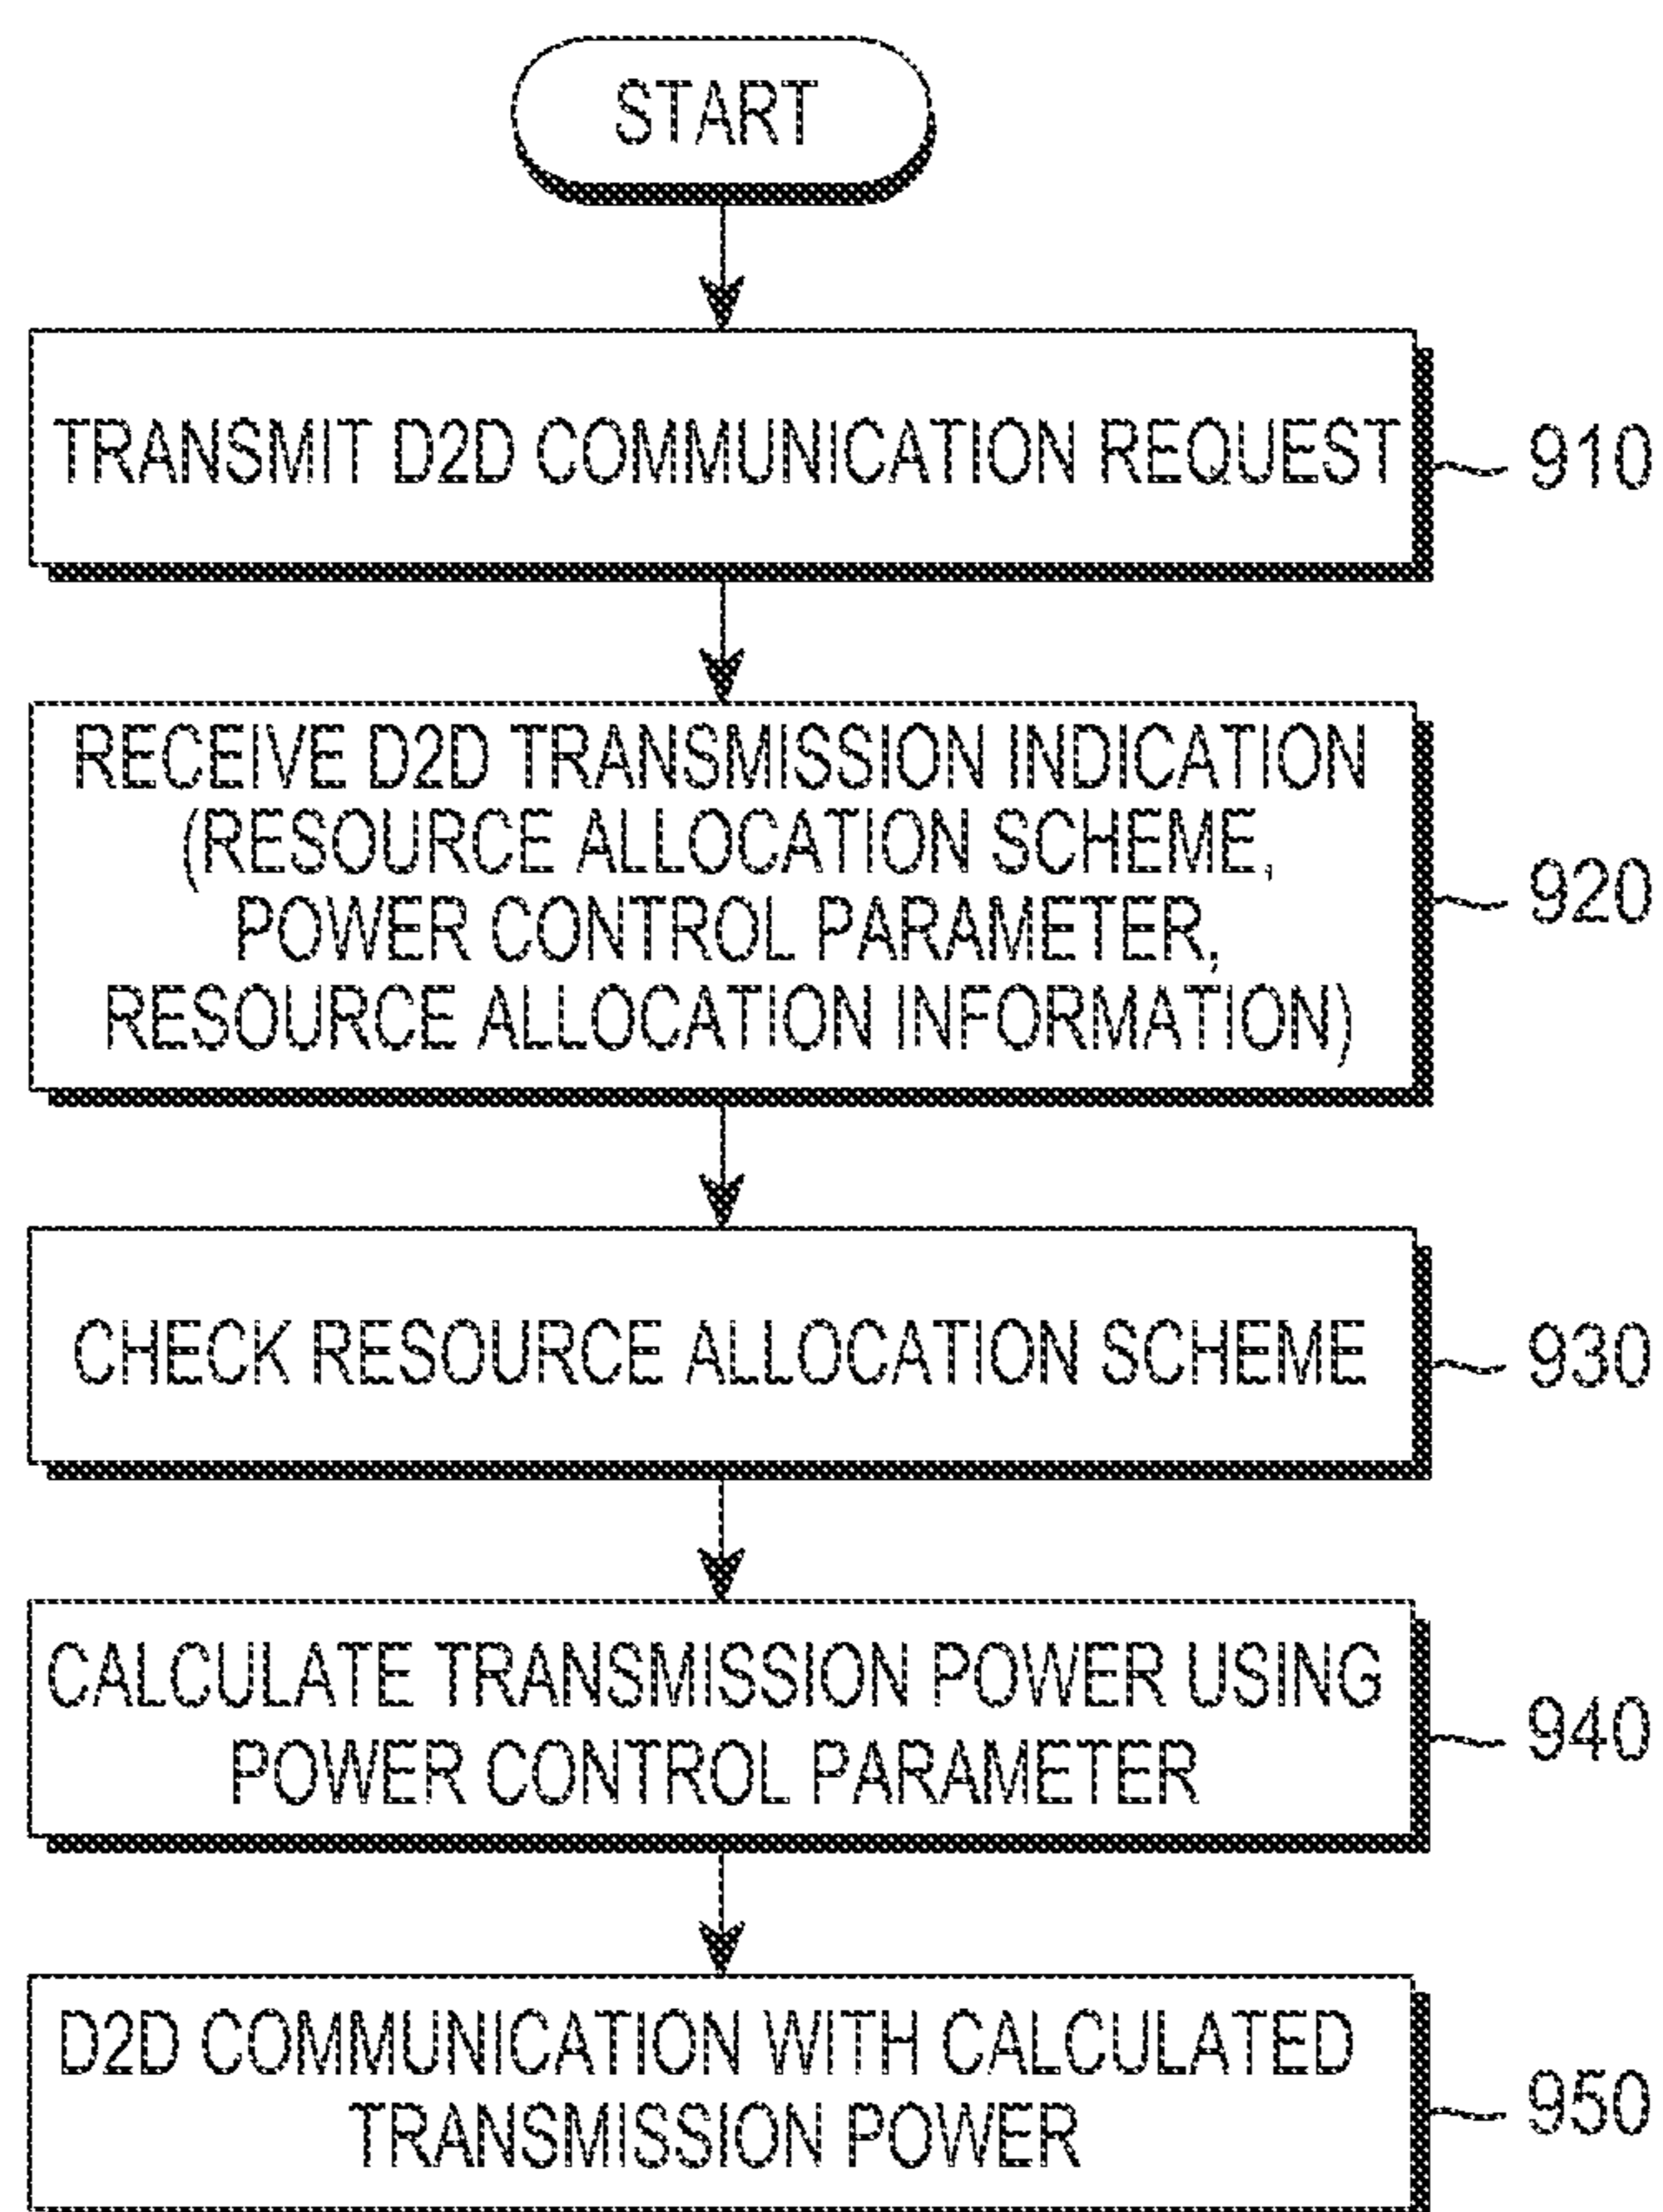 START
TRANSMIT D2D COMMUNICATION REQUEST
910
RECEIVE D2D TRANSMISSION INDICATION
(RESOURCE ALLOCATION SCHEME,
POWER CONTROL PARAMETER,
RESOURCE ALLOCATION INFORMATION)
920
CHECK RESOURCE ALLOCATION SCHEME
930
CALCULATE TRANSMISSION POWER USING
POWER CONTROL PARAMETER
940
D2D COMMUNICATION WITH CALCULATED
TRANSMISSION POWER
950